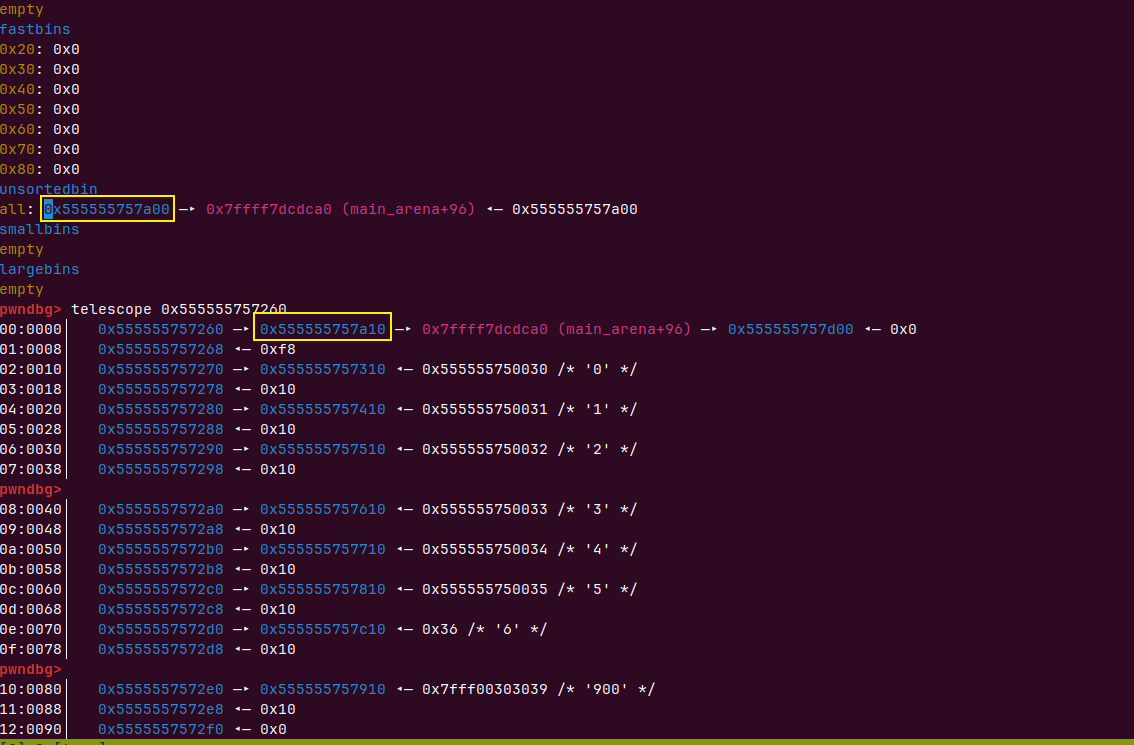 empty
fastbins
0x20: 0x0
0x30: 0x0
0x40: 0x0
0x50: 0x0
0x60: 0x0
0x70: 0x0
0x80: 0x0
unsortedbin
all: 0x555555757a00 —▸ 0x7ffff7dcdca0 (main_arena+96) ◂— 0x555555757a00
smallbins
empty
largebins
empty
pwndbg> telescope 0x555555757260
00:0000│ 0x555555757260 —▸ 0x555555757a10 —▸ 0x7ffff7dcdca0 (main_arena+96) —▸ 0x555555757d00 ◂— 0x0
01:0008│ 0x555555757268 ◂— 0xf8
02:0010│ 0x555555757270 —▸ 0x555555757310 ◂— 0x555555750030 /* '0' */
03:0018│ 0x555555757278 ◂— 0x10
04:0020│ 0x555555757280 —▸ 0x555555757410 ◂— 0x555555750031 /* '1' */
05:0028│ 0x555555757288 ◂— 0x10
06:0030│ 0x555555757290 —▸ 0x555555757510 ◂— 0x555555750032 /* '2' */
07:0038│ 0x555555757298 ◂— 0x10
pwndbg>
08:0040│ 0x5555557572a0 —▸ 0x555555757610 ◂— 0x555555750033 /* '3' */
09:0048│ 0x5555557572a8 ◂— 0x10
0a:0050│ 0x5555557572b0 —▸ 0x555555757710 ◂— 0x555555750034 /* '4' */
0b:0058│ 0x5555557572b8 ◂— 0x10
0c:0060│ 0x5555557572c0 —▸ 0x555555757810 ◂— 0x555555750035 /* '5' */
0d:0068│ 0x5555557572c8 ◂— 0x10
0e:0070│ 0x5555557572d0 —▸ 0x555555757c10 ◂— 0x36 /* '6' */
0f:0078│ 0x5555557572d8 ◂— 0x10
pwndbg>
10:0080│ 0x5555557572e0 —▸ 0x555555757910 ◂— 0x7fff00303039 /* '900' */
11:0088│ 0x5555557572e8 ◂— 0x10
12:0090│ 0x5555557572f0 ◂— 0x0